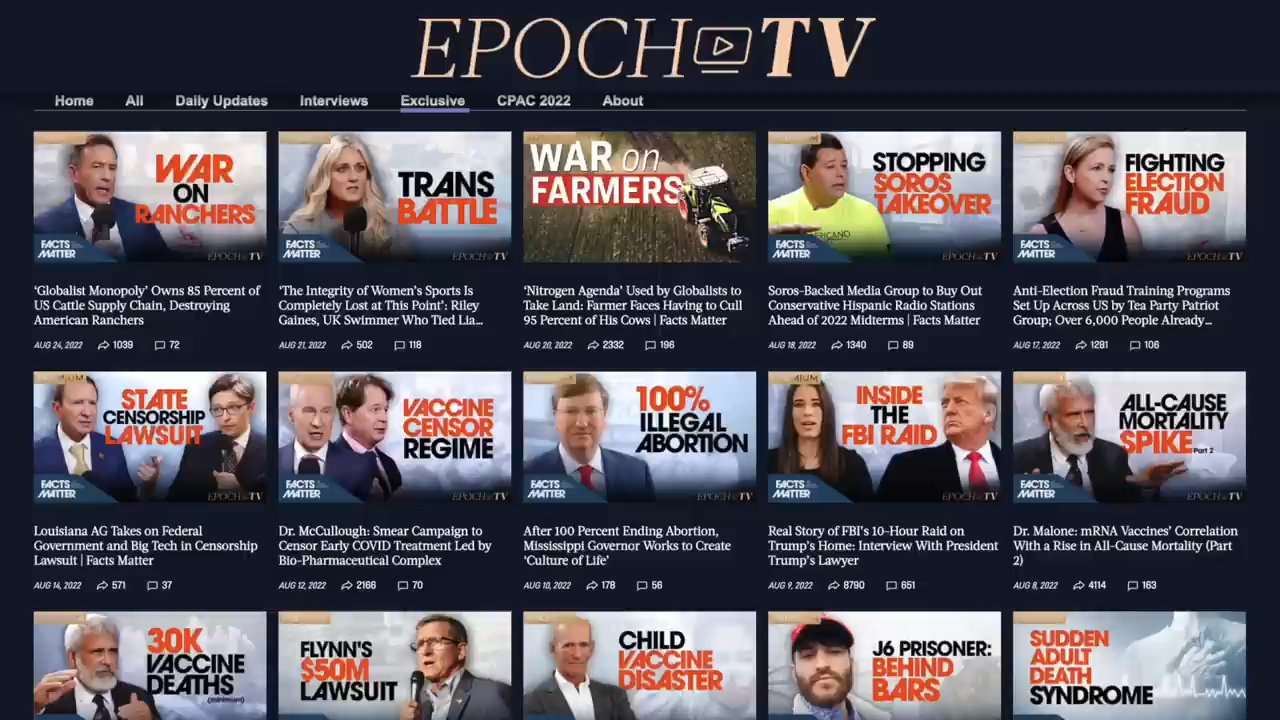 EPOCH TV
Home All Daily Updates Interviews Exclusive CPAC 2022 About
WAR
ON
RANCHERS
FACTS
MATTER
EPOCH TV
TRANS
BATTLE
FACTS
MATTER
EPOCH TV
WAR on
FARMERS
STOPPING
SOROS
TAKEOVER
FACTS
MATTER
EPOCH TV
FIGHTING
ELECTION
FRAUD
FACTS
MATTER
EPOCH TV
‘Globalist Monopoly’ Owns 85 Percent of
US Cattle Supply Chain, Destroying
American Ranchers
AUG 24, 2022 1039 72
‘The Integrity of Women’s Sports Is
Completely Lost at This Point’: Riley
Gaines, UK Swimmer Who Tied Lia...
AUG 21, 2022 502 118
‘Nitrogen Agenda’ Used by Globalists to
Take Land: Farmer Faces Having to Cull
95 Percent of His Cows | Facts Matter
AUG 20, 2022 2332 196
Soros-Backed Media Group to Buy Out
Conservative Hispanic Radio Stations
Ahead of 2022 Midterms | Facts Matter
AUG 18, 2022 1340 89
Anti-Election Fraud Training Programs
Set Up Across US by Tea Party Patriot
Group; Over 6,000 People Already...
AUG 17, 2022 1281 106
STATE
CENSORSHIP
LAWSUIT
FACTS
MATTER
EPOCH TV
VACCINE
CENSOR
REGIME
FACTS
MATTER
EPOCH TV
100%
ILLEGAL
ABORTION
FACTS
MATTER
EPOCH TV
INSIDE
THE
FBI RAID
FACTS
MATTER
EPOCH TV
ALL-CAUSE
MORTALITY
SPIKE Part 2
FACTS
MATTER
EPOCH TV
Louisiana AG Takes on Federal
Government and Big Tech in Censorship
Lawsuit | Facts Matter
AUG 14, 2022 571 37
Dr. McCullough: Smear Campaign to
Censor Early COVID Treatment Led by
Bio-Pharmaceutical Complex
AUG 12, 2022 2166 70
After 100 Percent Ending Abortion,
Mississippi Governor Works to Create
‘Culture of Life’
AUG 10, 2022 178 56
Real Story of FBI’s 10-Hour Raid on
Trump’s Home: Interview With President
Trump’s Lawyer
AUG 9, 2022 8790 651
Dr. Malone: mRNA Vaccines’ Correlation
With a Rise in All-Cause Mortality (Part
2)
AUG 8, 2022 4114 163
30K
VACCINE
DEATHS
(minimum)
FLYNN'S
$50M
LAWSUIT
CHILD
VACCINE
DISASTER
J6 PRISONER:
BEHIND
BARS
SUDDEN
ADULT
DEATH
SYNDROME